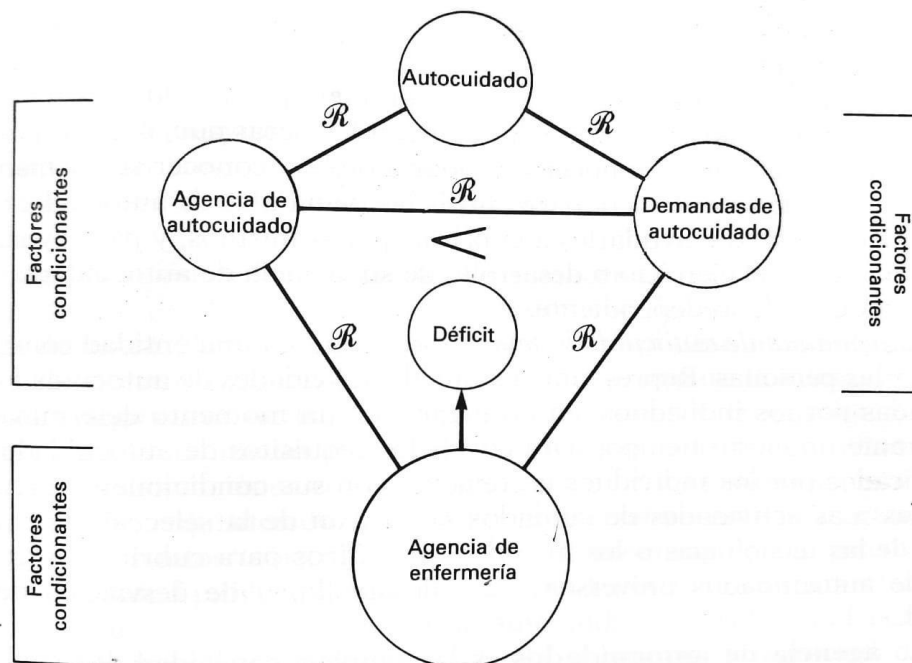 Autocuidado
ℛ
ℛ
Factores
condicionantes
Agencia de
autocuidado
ℛ
Demandas de
autocuidado
Factores
condicionantes
<
Déficit
ℛ
ℛ
Factores
condicionantes
Agencia de
enfermería